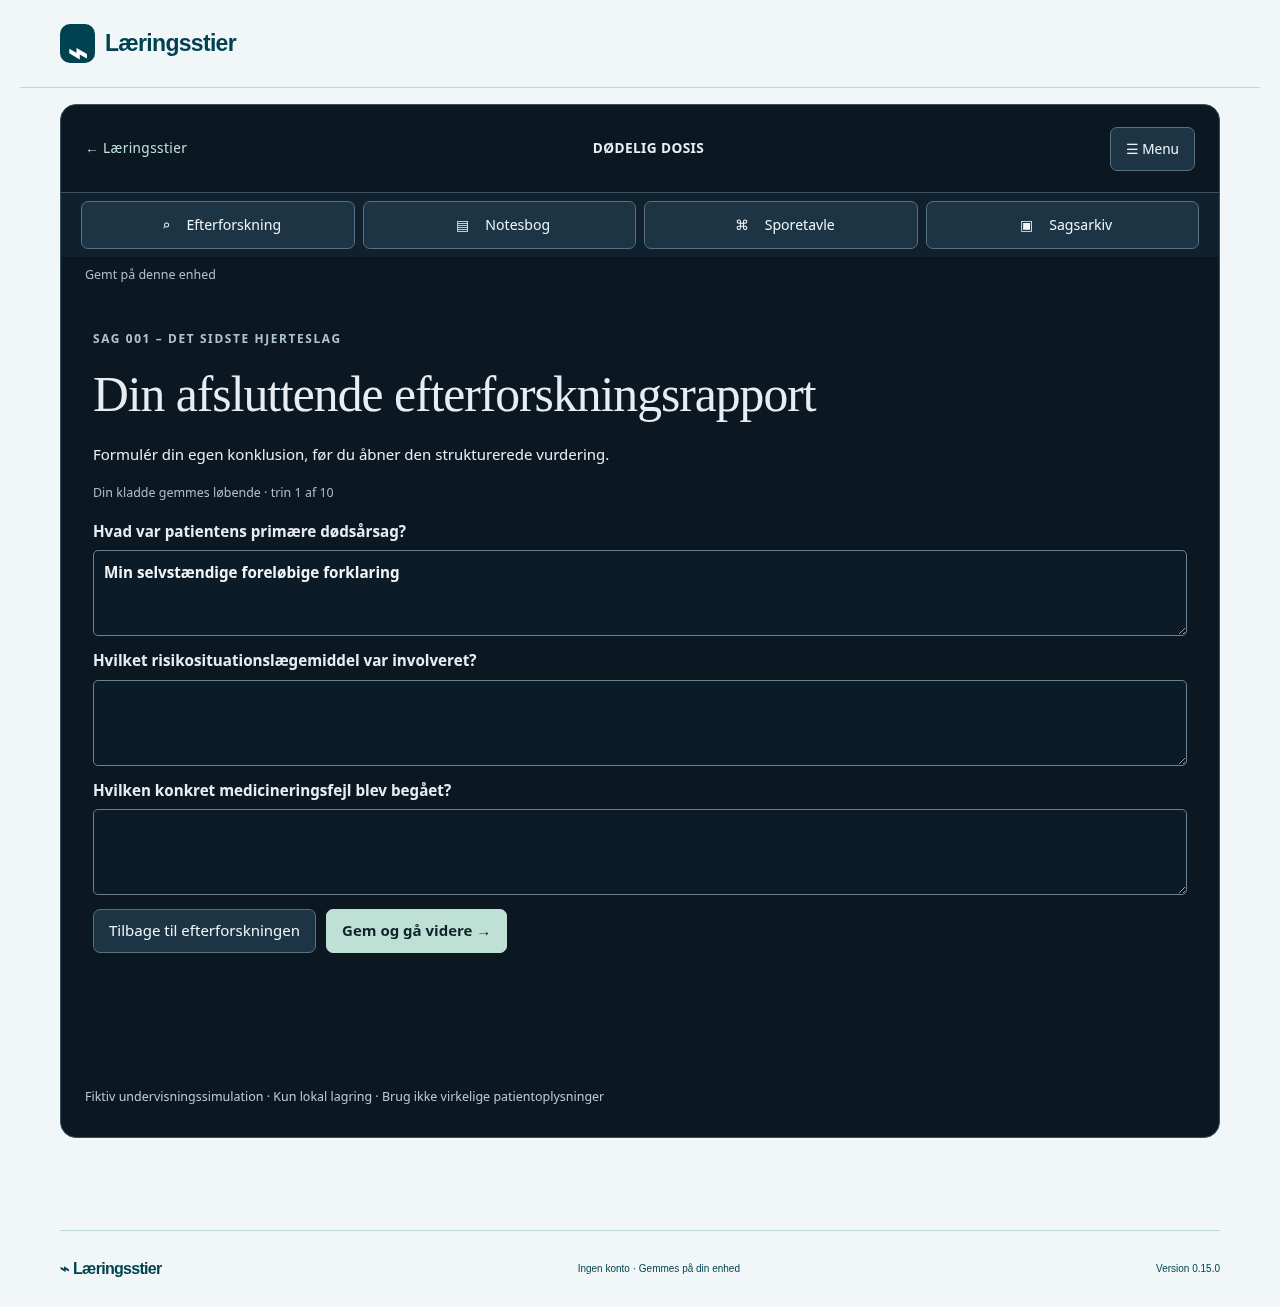 Læringsstier
← Læringsstier
DØDELIG DOSIS
☰ Menu
⌕ Efterforskning
▤ Notesbog
⌘ Sporetavle
▣ Sagsarkiv
Gemt på denne enhed
SAG 001 – DET SIDSTE HJERTESLAG
Din afsluttende efterforskningsrapport
Formulér din egen konklusion, før du åbner den strukturerede vurdering.
Din kladde gemmes løbende · trin 1 af 10
Hvad var patientens primære dødsårsag?
Min selvstændige foreløbige forklaring
Hvilket risikosituationslægemiddel var involveret?
Hvilken konkret medicineringsfejl blev begået?
Tilbage til efterforskningen
Gem og gå videre →
Fiktiv undervisningssimulation · Kun lokal lagring · Brug ikke virkelige patientoplysninger
⌁ Læringsstier
Ingen konto · Gemmes på din enhed
Version 0.15.0